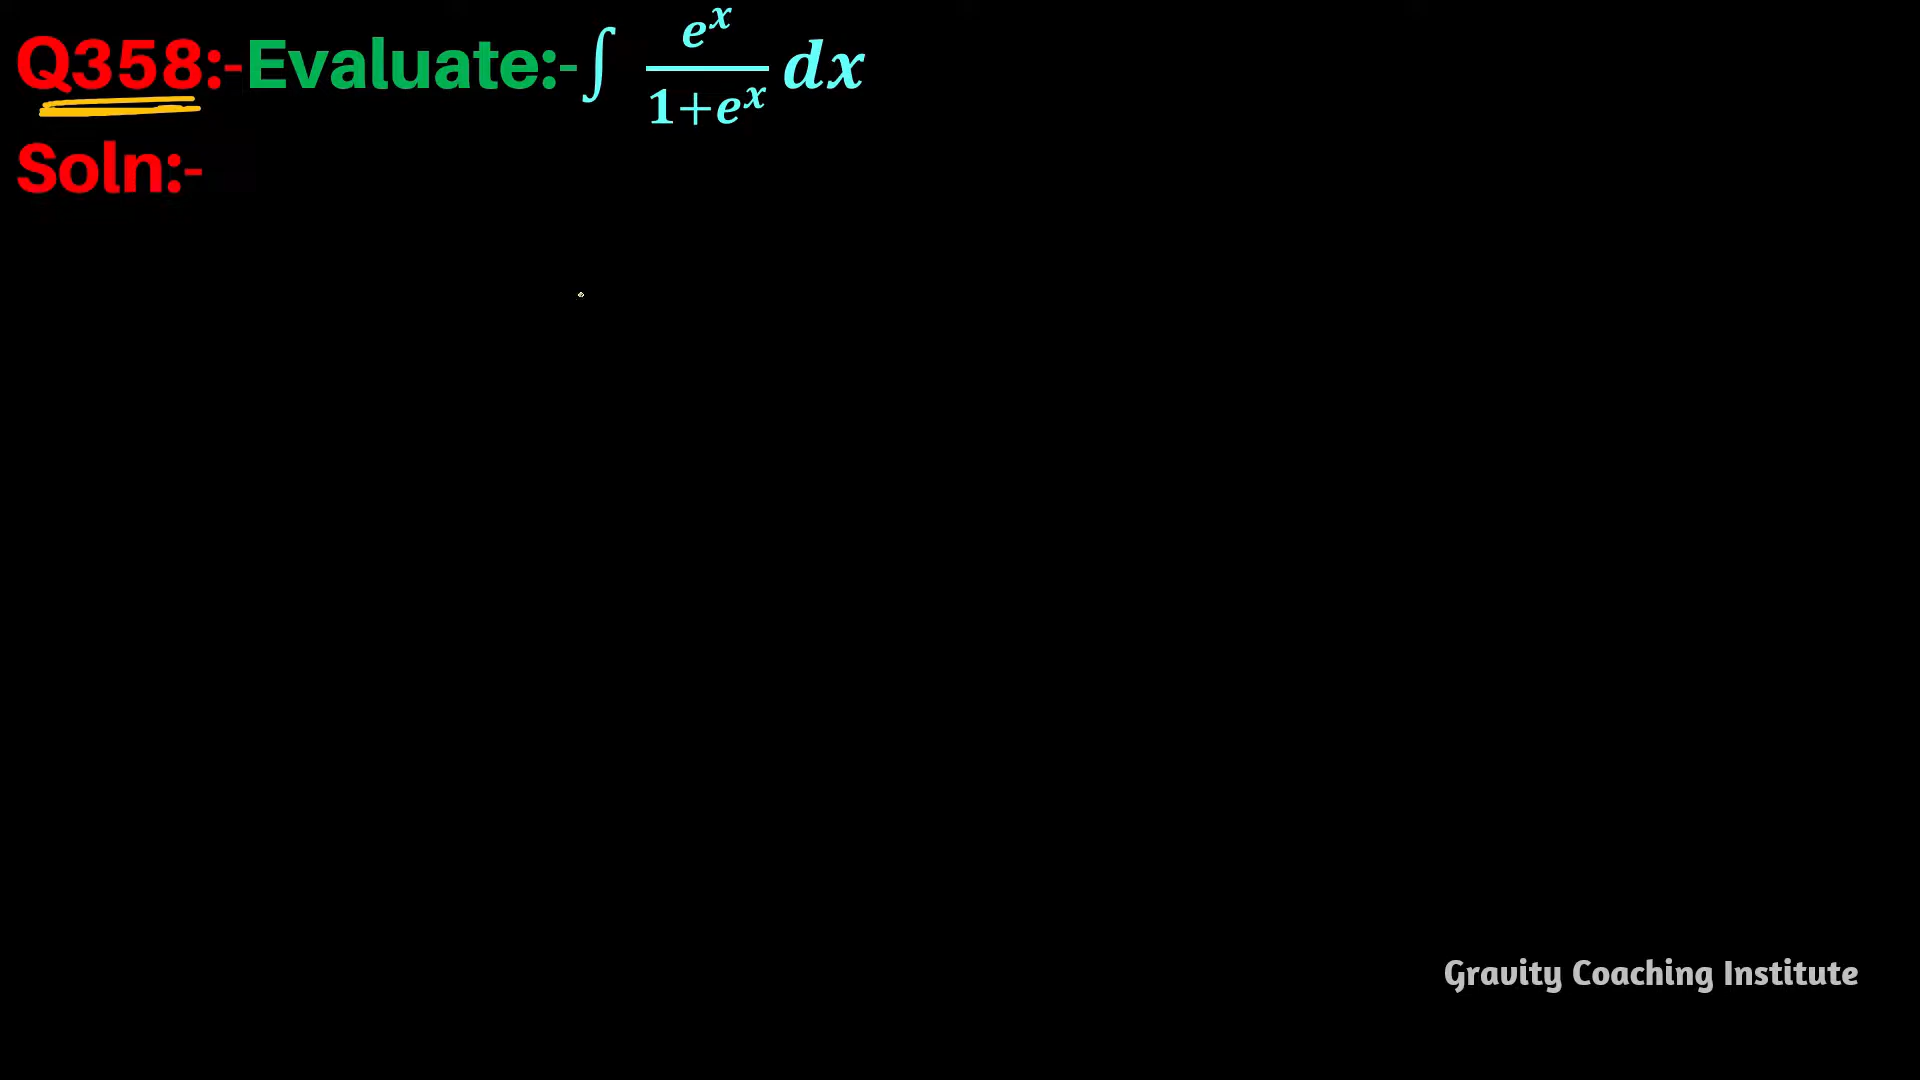 Q358:-Evaluate:-∫ e^x/1+e^x dx
Soln:-
Gravity Coaching Institute